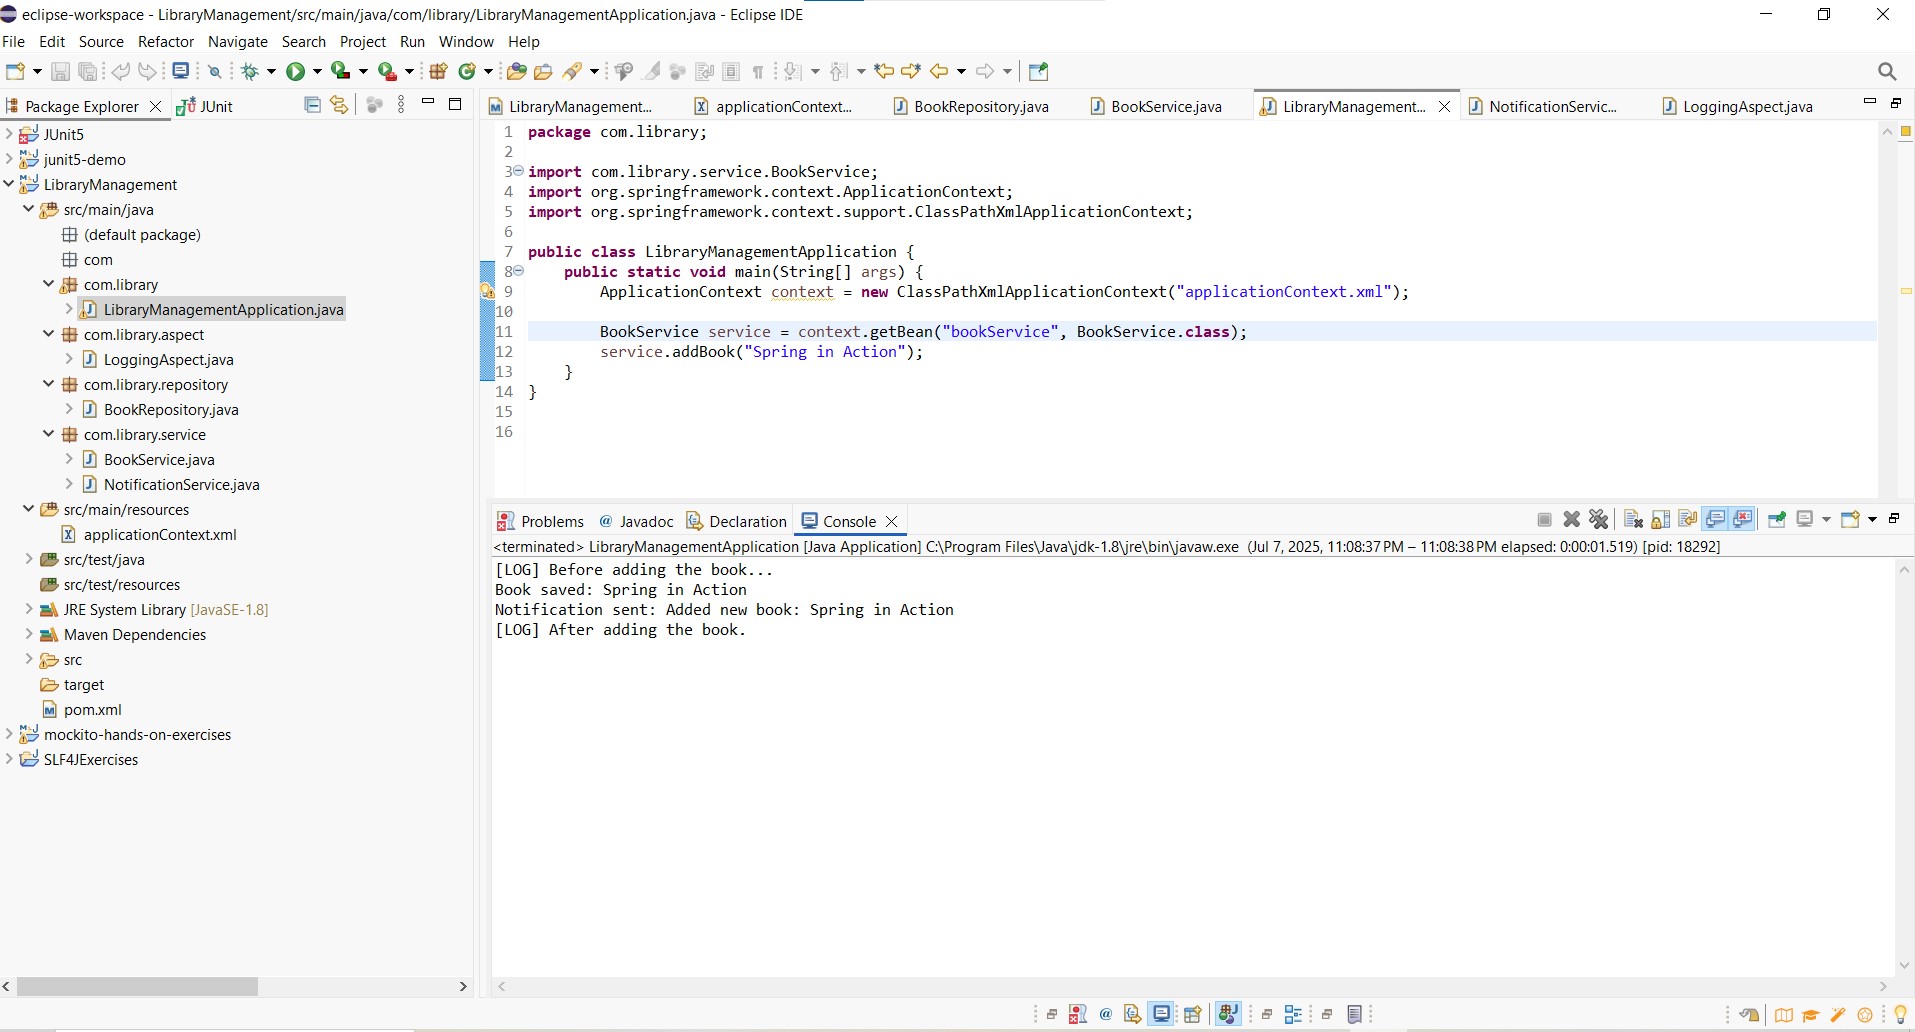 eclipse-workspace - LibraryManagement/src/main/java/com/library/LibraryManagementApplication.java - Eclipse IDE
File Edit Source Refactor Navigate Search Project Run Window Help
Package Explorer
JUnit
JUnit5
junit5-demo
LibraryManagement
src/main/java
(default package)
com
com.library
LibraryManagementApplication.java
com.library.aspect
LoggingAspect.java
com.library.repository
BookRepository.java
com.library.service
BookService.java
NotificationService.java
src/main/resources
applicationContext.xml
src/test/java
src/test/resources
JRE System Library [JavaSE-1.8]
Maven Dependencies
src
target
pom.xml
mockito-hands-on-exercises
SLF4JExercises
LibraryManagement... applicationContext... BookRepository.java BookService.java LibraryManagement... NotificationServic... LoggingAspect.java
1 package com.library;
2
3 import com.library.service.BookService;
4 import org.springframework.context.ApplicationContext;
5 import org.springframework.context.support.ClassPathXmlApplicationContext;
6
7 public class LibraryManagementApplication {
8 public static void main(String[] args) {
9 ApplicationContext context = new ClassPathXmlApplicationContext("applicationContext.xml");
10
11 BookService service = context.getBean("bookService", BookService.class);
12 service.addBook("Spring in Action");
13 }
14 }
15
16
Problems @ Javadoc Declaration Console
<terminated> LibraryManagementApplication [Java Application] C:\Program Files\Java\jdk-1.8\jre\bin\javaw.exe (Jul 7, 2025, 11:08:37 PM – 11:08:38 PM elapsed: 0:00:01.519) [pid: 18292]
[LOG] Before adding the book...
Book saved: Spring in Action
Notification sent: Added new book: Spring in Action
[LOG] After adding the book.